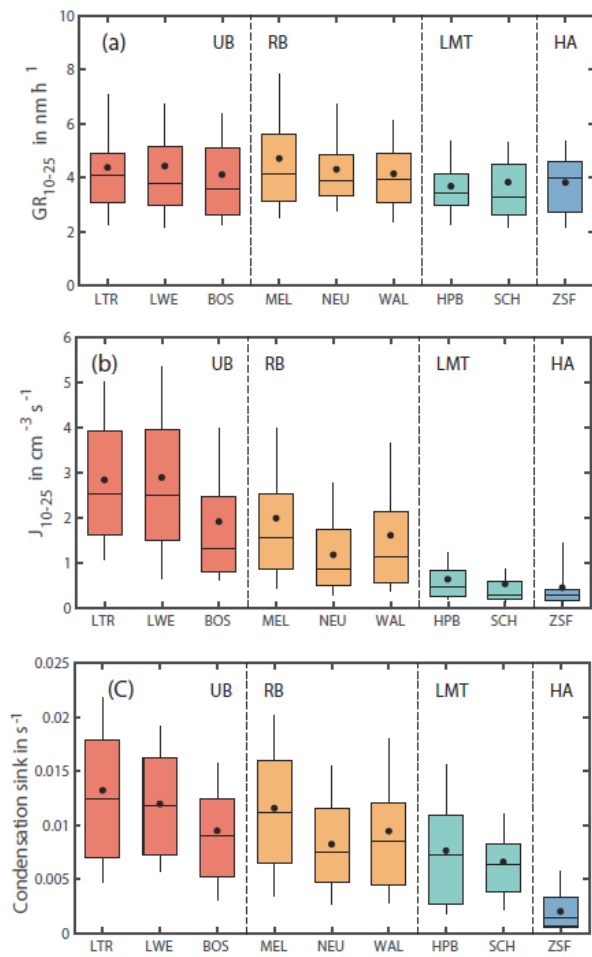 (a) UB RB LMT HA
GR10-25 in nm h-1
10
8
6
4
2
0
LTR LWE BOS MEL NEU WAL HPB SCH ZSF
(b) UB RB LMT HA
J10-25 in cm-3 s-1
6
5
4
3
2
1
0
LTR LWE BOS MEL NEU WAL HPB SCH ZSF
(C) UB RB LMT HA
Condensation sink in s-1
0.025
0.02
0.015
0.01
0.005
0
LTR LWE BOS MEL NEU WAL HPB SCH ZSF